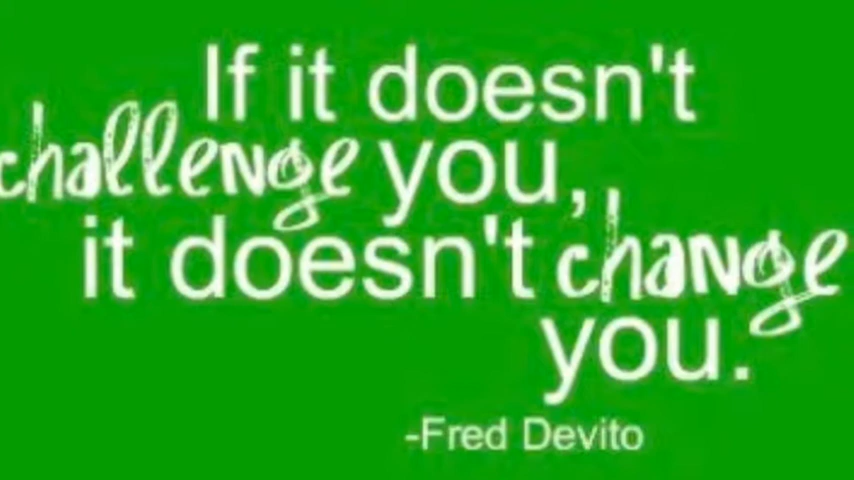 If it doesn't
challenge you,
it doesn't change
you.
-Fred Devito